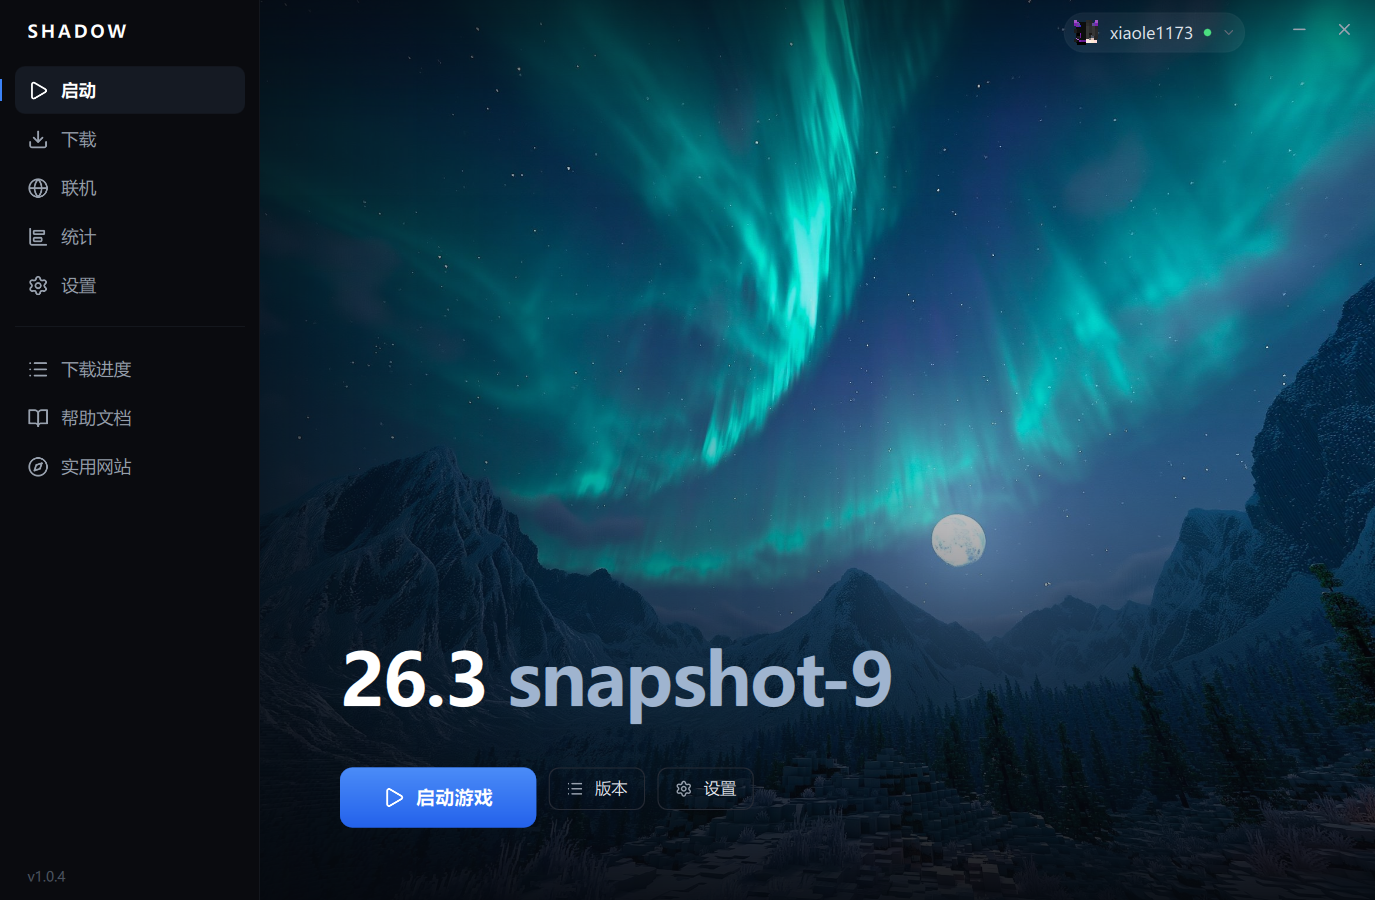 SHADOW
xiaole1173
启动
下载
联机
统计
设置
下载进度
帮助文档
实用网站
26.3 snapshot-9
启动游戏
版本
设置
v1.0.4